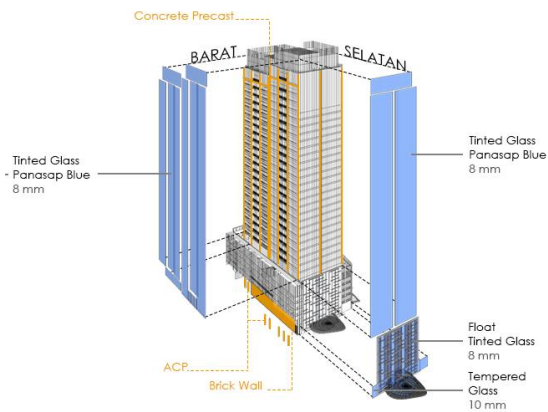 Concrete Precast
BARAT
SELATAN
Tinted Glass
Panasap Blue
8 mm
Tinted Glass
Panasap Blue
8 mm
Float
Tinted Glass
8 mm
Tempered
Glass
10 mm
ACP
Brick Wall